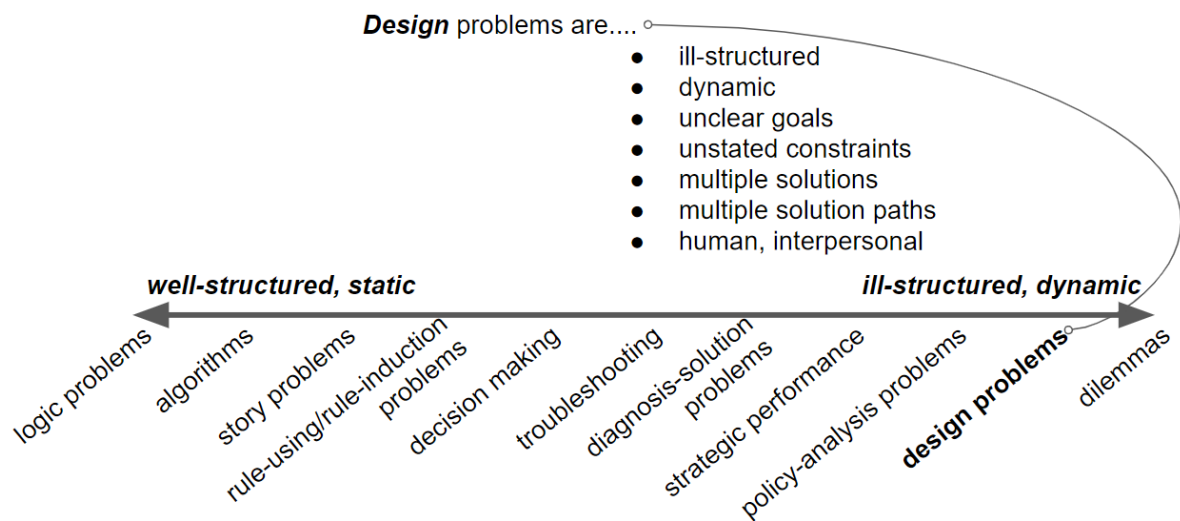 Design problems are....
● ill-structured
● dynamic
● unclear goals
● unstated constraints
● multiple solutions
● multiple solution paths
● human, interpersonal
well-structured, static
ill-structured, dynamic
logic problems
algorithms
story problems
rule-using/rule-induction
problems
decision making
troubleshooting
diagnosis-solution
problems
strategic performance
policy-analysis problems
design problems
dilemmas